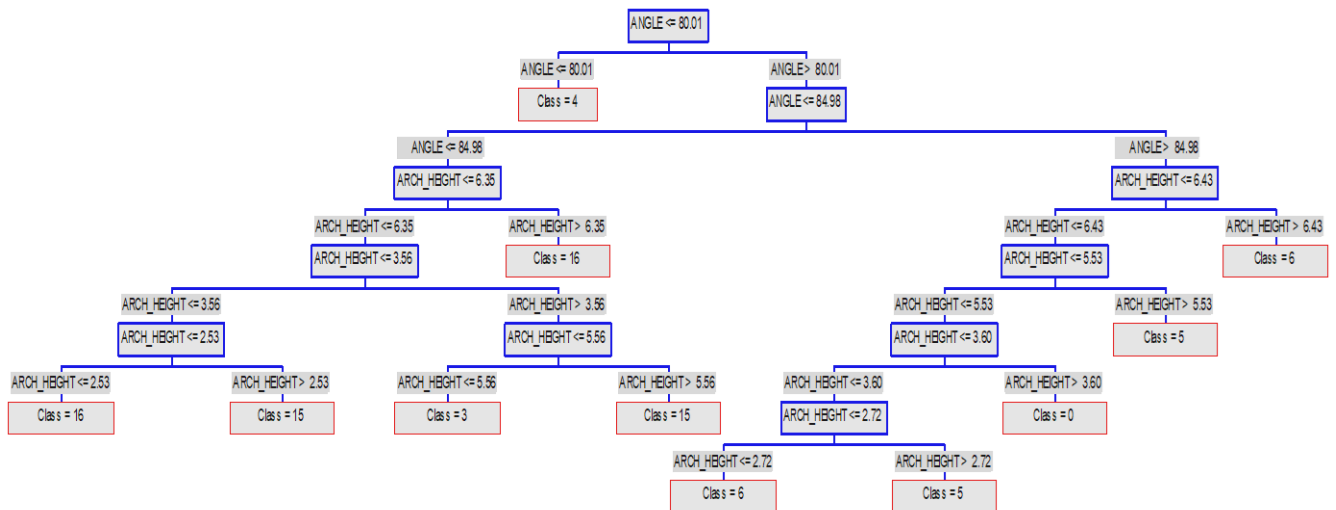 ANGLE <= 80.01
ANGLE <= 80.01
ANGLE > 80.01
Class = 4
ANGLE <= 84.98
ANGLE <= 84.98
ANGLE > 84.98
ARCH_HEIGHT <= 6.35
ARCH_HEIGHT <= 6.43
ARCH_HEIGHT <= 6.35
ARCH_HEIGHT > 6.35
ARCH_HEIGHT <= 6.43
ARCH_HEIGHT > 6.43
ARCH_HEIGHT <= 3.56
Class = 16
ARCH_HEIGHT <= 5.53
Class = 6
ARCH_HEIGHT <= 3.56
ARCH_HEIGHT > 3.56
ARCH_HEIGHT <= 5.53
ARCH_HEIGHT > 5.53
ARCH_HEIGHT <= 2.53
ARCH_HEIGHT <= 5.56
ARCH_HEIGHT <= 3.60
Class = 5
ARCH_HEIGHT <= 2.53
ARCH_HEIGHT > 2.53
ARCH_HEIGHT <= 5.56
ARCH_HEIGHT > 5.56
ARCH_HEIGHT <= 3.60
ARCH_HEIGHT > 3.60
Class = 16
Class = 15
Class = 3
Class = 15
ARCH_HEIGHT <= 2.72
Class = 0
ARCH_HEIGHT <= 2.72
ARCH_HEIGHT > 2.72
Class = 6
Class = 5